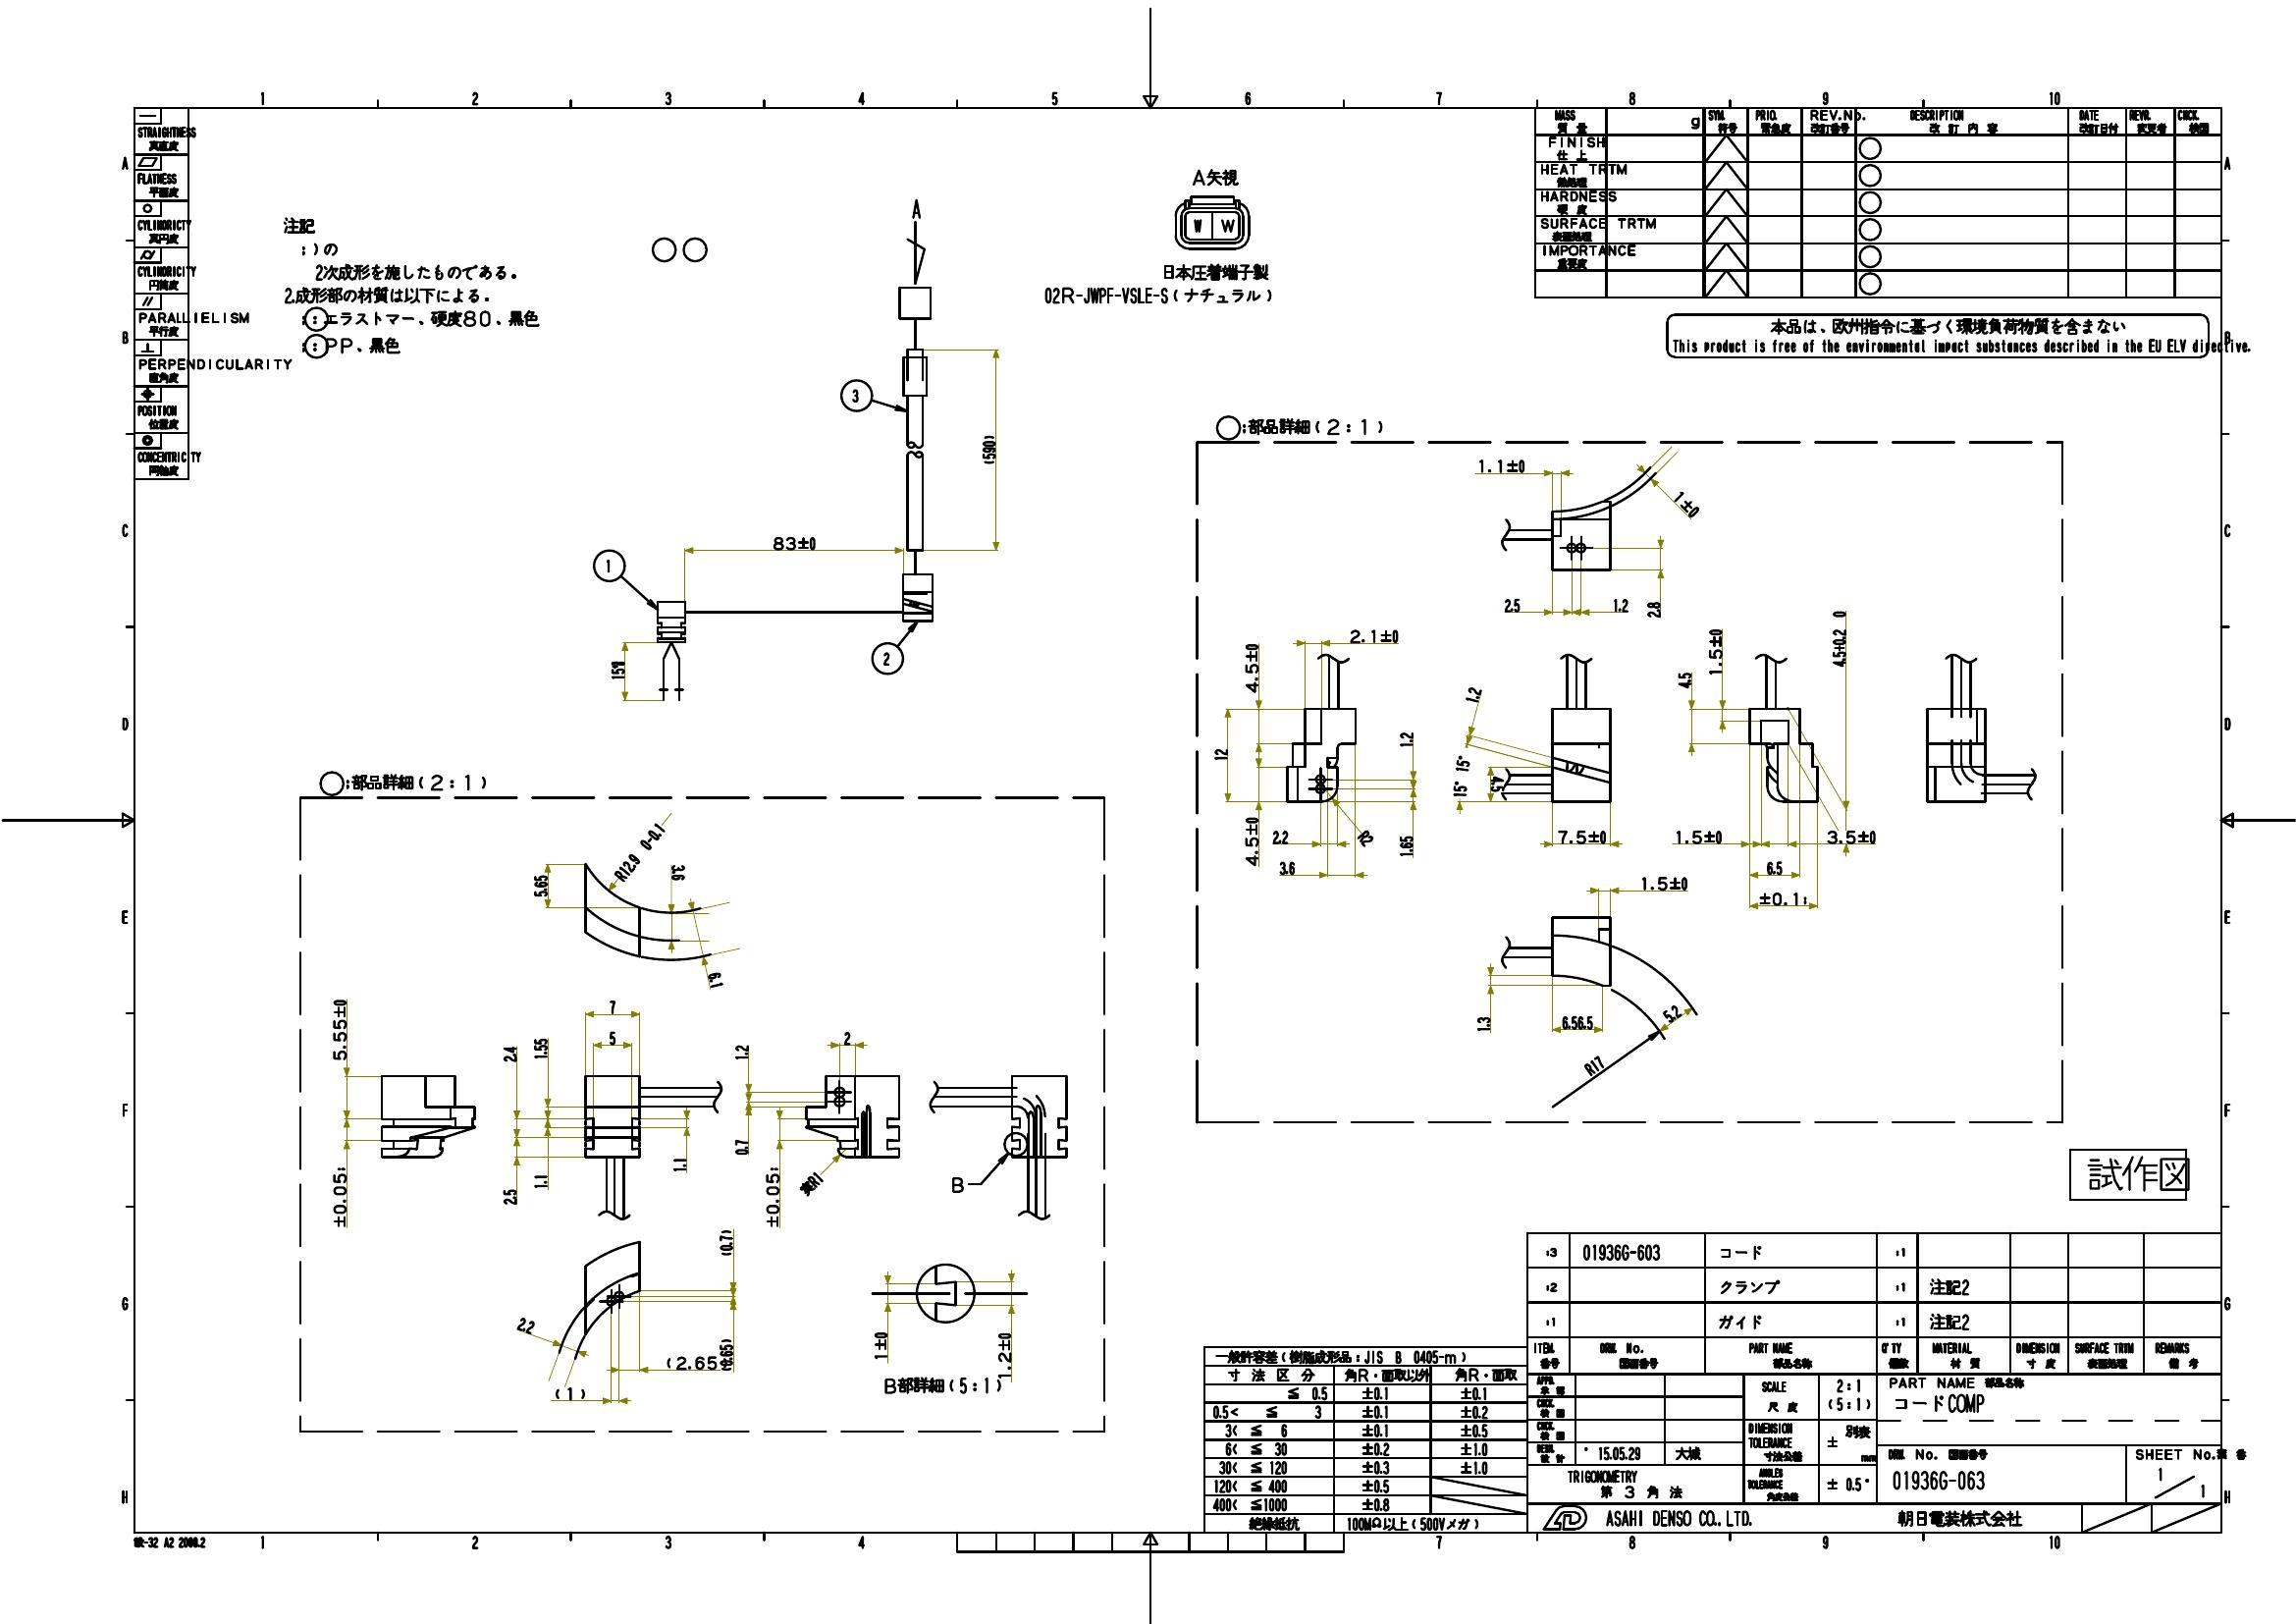 1 2 3 4 5 6 7 8 9 10
A
B
C
D
E
F
G
H
STRAIGHTNESS
真直度
FLATNESS
平面度
CYLINDRICTY
真円度
CYLINDRICITY
円筒度
PARALLIELISM
平行度
PERPENDICULARITY
直角度
POSITION
位置度
CONCENTRICITY
同軸度
注記
:)の
2次成形を施したものである。
2.成形部の材質は以下による。
:エラストマー、硬度80、黒色
:PP、黒色
A
3
(590)
83±0
1
2
A矢視
W W
日本圧着端子製
02R-JWPF-VSLE-S(ナチュラル)
MASS
質量
g
SYM.
符号
PRIO.
緊急度
REV.No.
改訂番号
DESCRIPTION
改訂内容
DATE
改訂日付
REVR.
変更者
CHCK.
検図
FINISH
仕上
HEAT TRTM
熱処理
HARDNESS
硬度
SURFACE TRTM
表面処理
IMPORTANCE
重要度
本品は、欧州指令に基づく環境負荷物質を含まない
This product is free of the environmental impact substances described in the EU ELV directive.
:部品詳細(2:1)
1.1±0
1±0
2.5
1.2
2.8
2.1±0
4.5±0
12
4.5±0
2.2
3.6
R2
1.2
1.65
1.2
15° 15°
4.5
7.5±0
4.5
1.5±0
4.5±0.2 0
1.5±0
3.5±0
6.5
±0.1:
1.5±0
1.3
6.56.5
5.2
R17
:部品詳細(2:1)
5.65
R12.9 0-0.1
3.6
6.1
5.55±0
±0.05:
7
5
2.4
1.55
2.5
1.1
1.1
1.2
2
0.7
±0.05:
B
2.2
(1)
(0.7)
(2.65)
1±0
1.2±0
B部詳細(5:1)
試作図
:3 01936G-603 コード :1
:2 クランプ :1 注記2
:1 ガイド :1 注記2
ITEM. DRW. No. PART NAME Q'TY MATERIAL DIMENSION SURFACE TRTM REMARKS
番号 図面番号 部品名称 個数 材質 寸度 表面処理 備考
一般許容差(樹脂成形品:JIS B 0405-m)
寸法区分 角R・面取以外 角R・面取
≦ 0.5 ±0.1 ±0.1
0.5< ≦ 3 ±0.1 ±0.2
3< ≦ 6 ±0.1 ±0.5
6< ≦ 30 ±0.2 ±1.0
30< ≦ 120 ±0.3 ±1.0
120< ≦ 400 ±0.5
400< ≦1000 ±0.8
絶縁抵抗 100MΩ以上(500Vメガ)
APPR.
承認
CHCK.
検図
CHCK.
検図
DESN.
設計
' 15.05.29 大城
TRIGONOMETRY
第3角法
SCALE
尺度
2:1
(5:1)
DIMENSION
TOLERANCE
寸法公差
± 別表
mm
ANGLES
TOLERANCE
角度公差
± 0.5°
PART NAME 部品名称
コードCOMP
DRW. No. 図面番号
01936G-063
SHEET No.葉番
1/1
ASAHI DENSO CO., LTD. 朝日電装株式会社
1 2 3 4 7 8 9 10